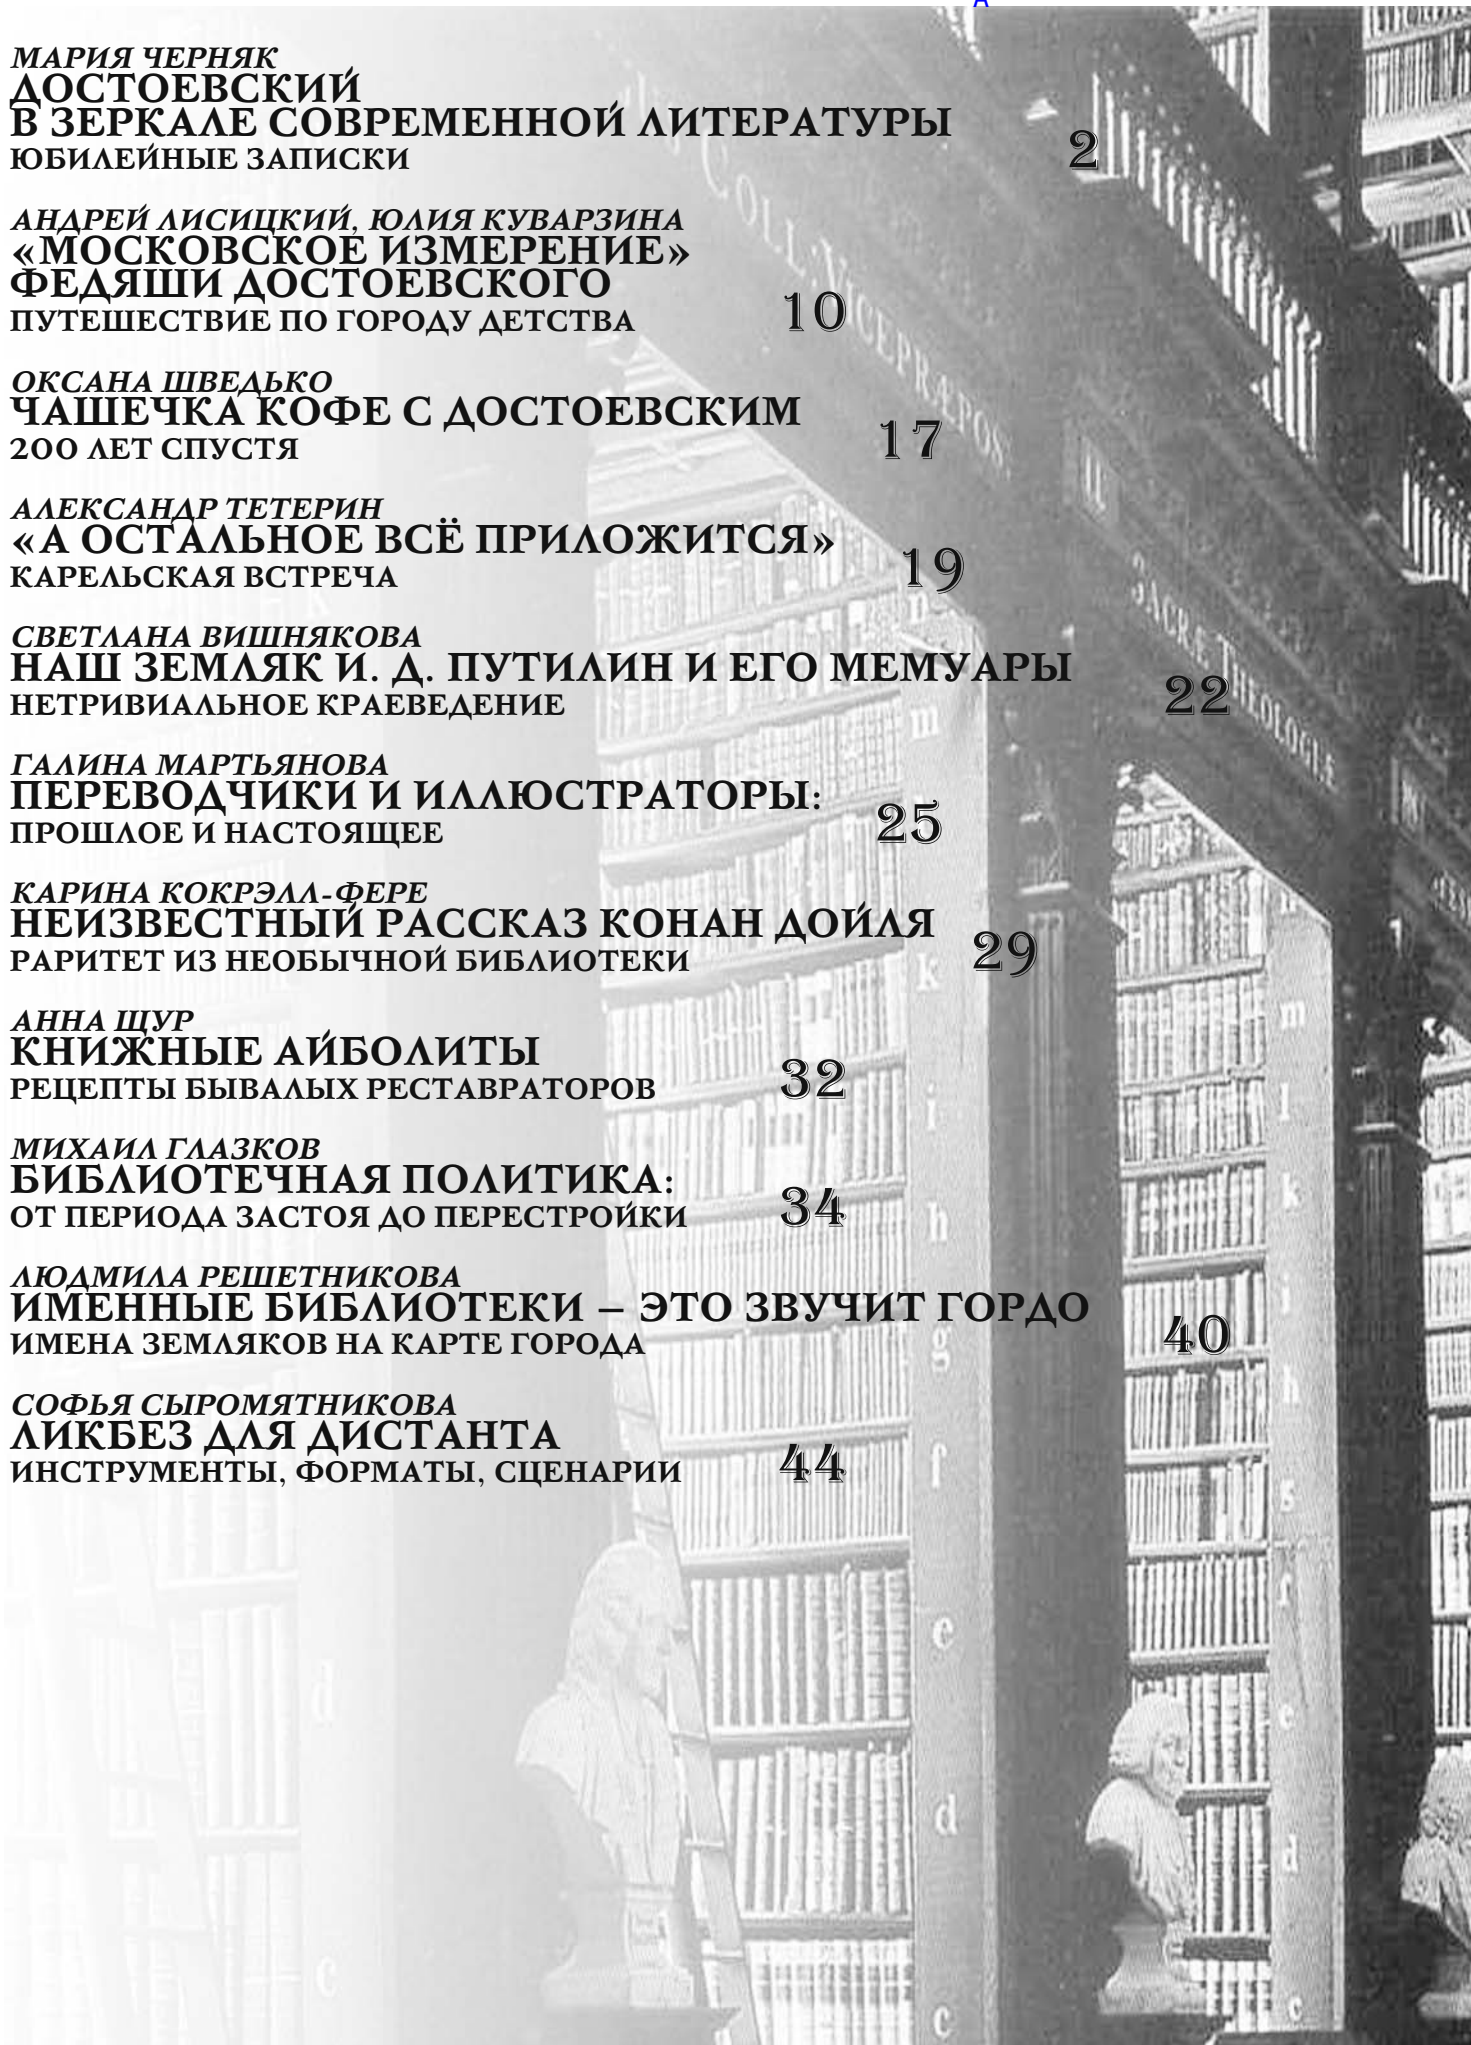 МАРИЯ ЧЕРНЯК
ДОСТОЕВСКИЙ
В ЗЕРКАЛЕ СОВРЕМЕННОЙ ЛИТЕРАТУРЫ
ЮБИЛЕЙНЫЕ ЗАПИСКИ 2
АНДРЕЙ ЛИСИЦКИЙ, ЮЛИЯ КУВАРЗИНА
«МОСКОВСКОЕ ИЗМЕРЕНИЕ»
ФЕДЯШИ ДОСТОЕВСКОГО
ПУТЕШЕСТВИЕ ПО ГОРОДУ ДЕТСТВА 10
ОКСАНА ШВЕДЬКО
ЧАШЕЧКА КОФЕ С ДОСТОЕВСКИМ
200 ЛЕТ СПУСТЯ 17
АЛЕКСАНДР ТЕТЕРИН
«А ОСТАЛЬНОЕ ВСЁ ПРИЛОЖИТСЯ»
КАРЕЛЬСКАЯ ВСТРЕЧА 19
СВЕТЛАНА ВИШНЯКОВА
НАШ ЗЕМЛЯК И. Д. ПУТИЛИН И ЕГО МЕМУАРЫ
НЕТРИВИАЛЬНОЕ КРАЕВЕДЕНИЕ 22
ГАЛИНА МАРТЬЯНОВА
ПЕРЕВОДЧИКИ И ИЛЛЮСТРАТОРЫ:
ПРОШЛОЕ И НАСТОЯЩЕЕ 25
КАРИНА КОКРЭЛЛ-ФЕРЕ
НЕИЗВЕСТНЫЙ РАССКАЗ КОНАН ДОЙЛЯ
РАРИТЕТ ИЗ НЕОБЫЧНОЙ БИБЛИОТЕКИ 29
АННА ЩУР
КНИЖНЫЕ АЙБОЛИТЫ
РЕЦЕПТЫ БЫВАЛЫХ РЕСТАВРАТОРОВ 32
МИХАИЛ ГЛАЗКОВ
БИБЛИОТЕЧНАЯ ПОЛИТИКА:
ОТ ПЕРИОДА ЗАСТОЯ ДО ПЕРЕСТРОЙКИ 34
ЛЮДМИЛА РЕШЕТНИКОВА
ИМЕННЫЕ БИБЛИОТЕКИ – ЭТО ЗВУЧИТ ГОРДО
ИМЕНА ЗЕМЛЯКОВ НА КАРТЕ ГОРОДА 40
СОФЬЯ СЫРОМЯТНИКОВА
ЛИКБЕЗ ДЛЯ ДИСТАНТА
ИНСТРУМЕНТЫ, ФОРМАТЫ, СЦЕНАРИИ 44
COLL VICEPRÆPOS
SACRÆ THEOLOGIÆ
n
m
k
i
h
g
f
e
d
c
m
l
k
i
h
f
e
d
c
d
c